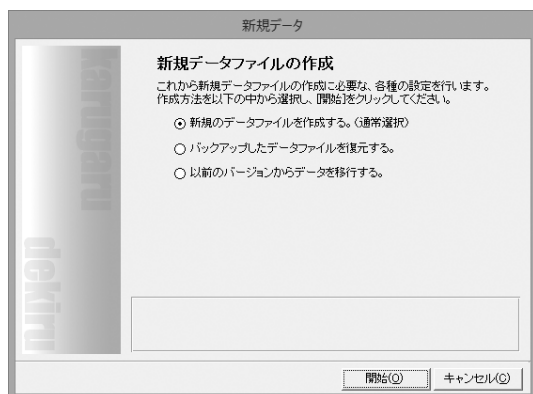 新規データ
karugaru
dekiru
新規データファイルの作成
これから新規データファイルの作成に必要な、各種の設定を行います。
作成方法を以下の中から選択し、[開始]をクリックしてください。
新規のデータファイルを作成する。(通常選択)
バックアップしたデータファイルを復元する。
以前のバージョンからデータを移行する。
開始(O)
キャンセル(C)